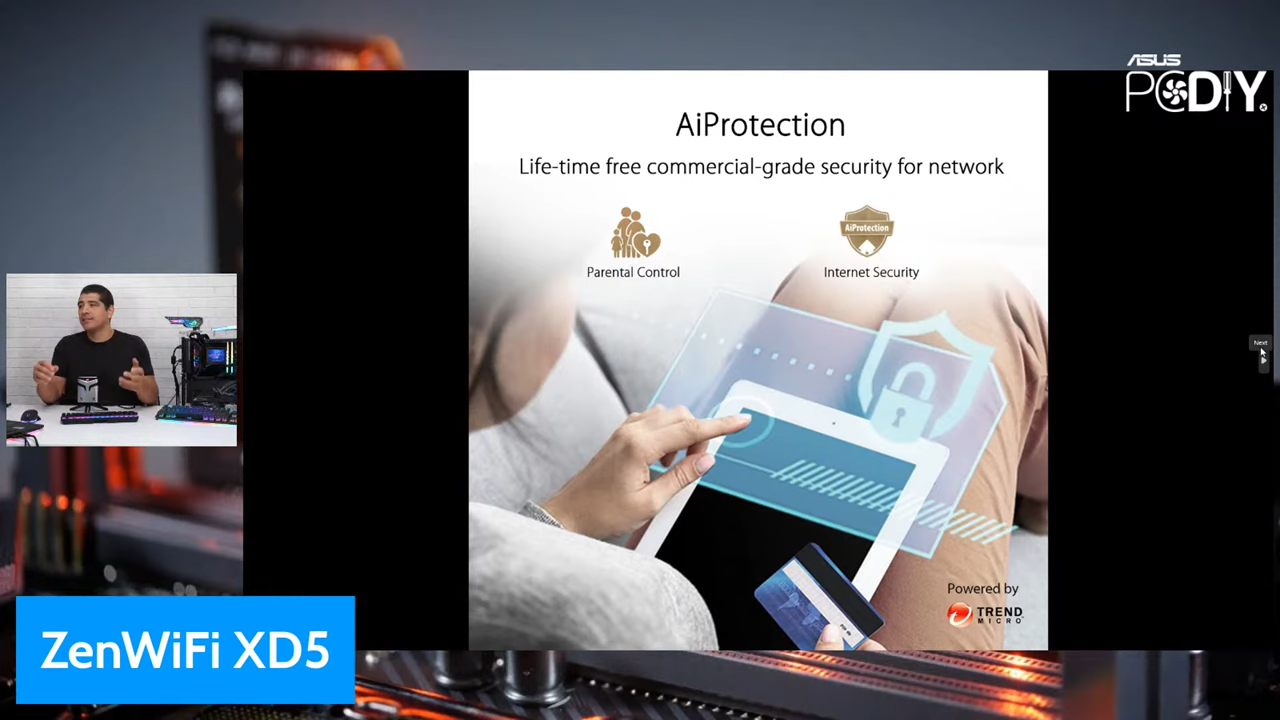 ASUS
PCDIY.
AiProtection
Life-time free commercial-grade security for network
AiProtection
Parental Control
Internet Security
Next
Powered by
TREND
MICRO
ZenWiFi XD5